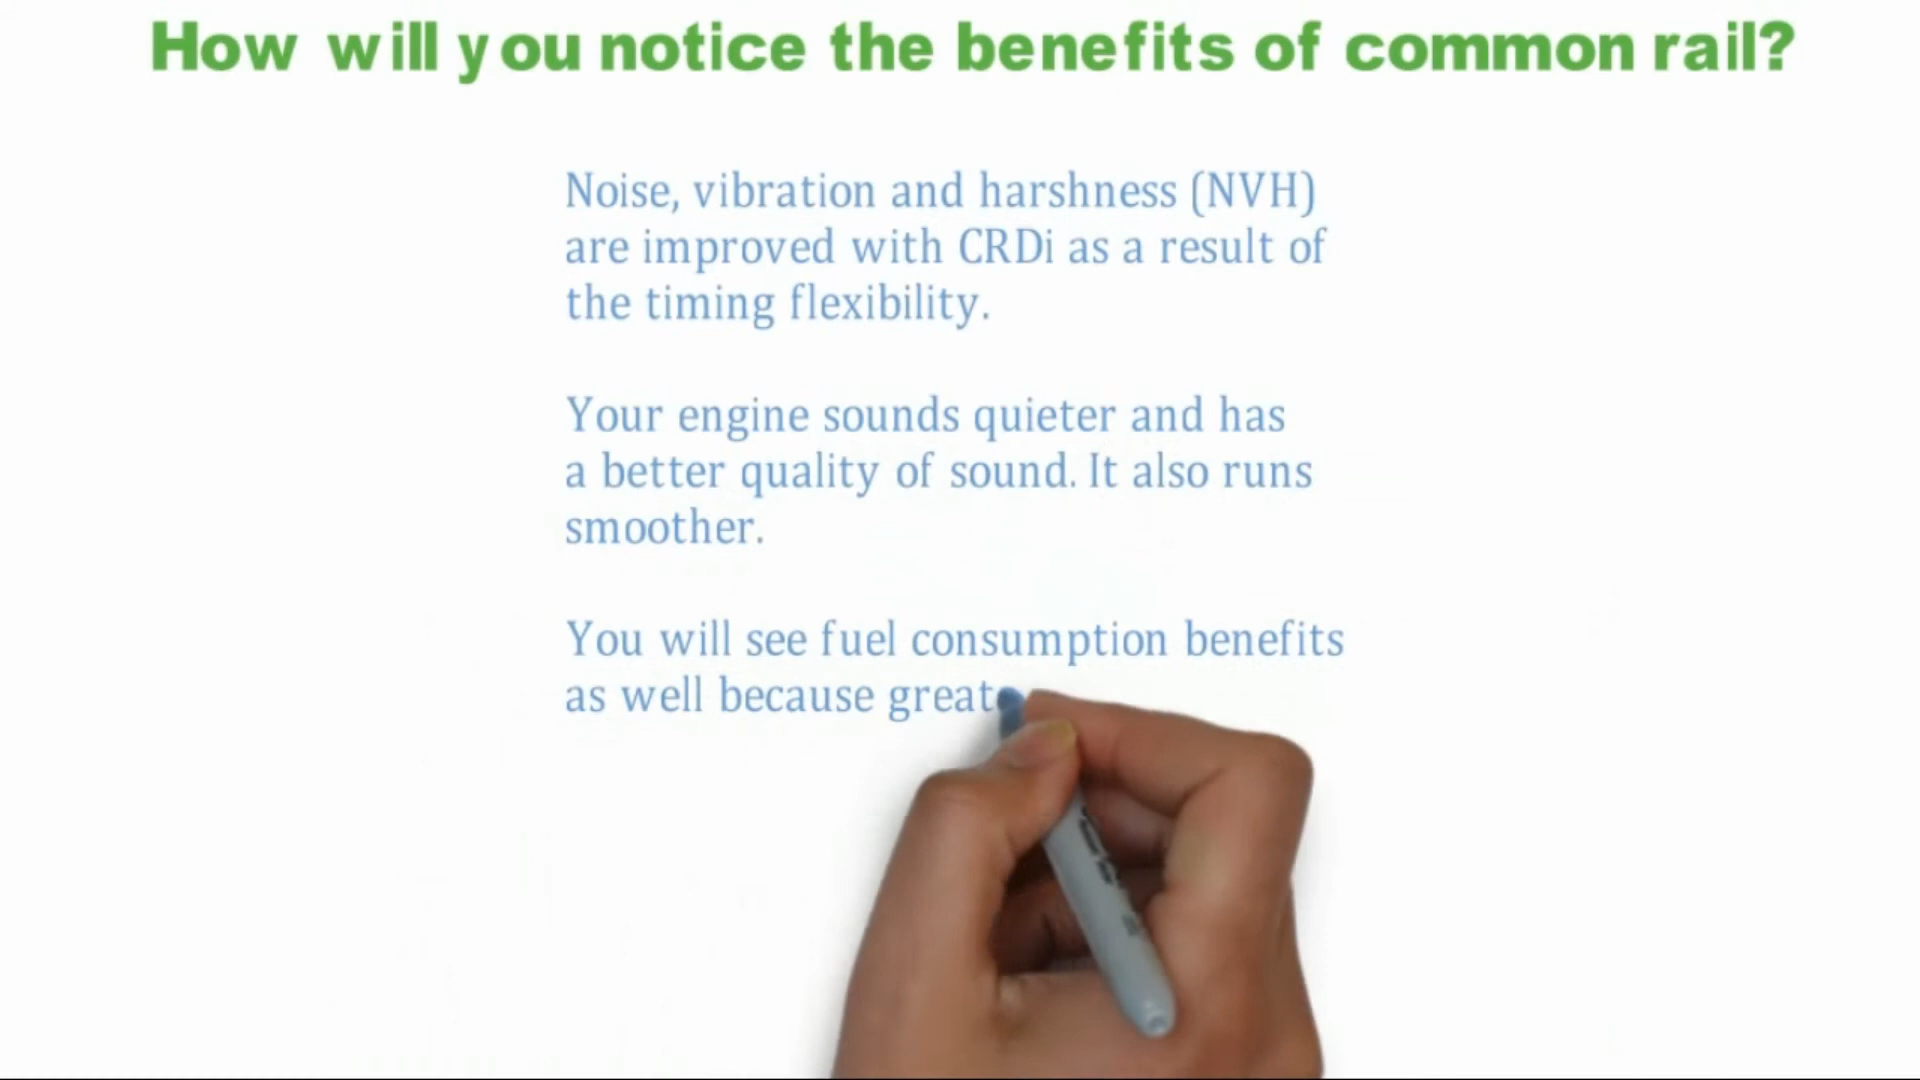 How will you notice the benefits of common rail?
Noise, vibration and harshness (NVH)
are improved with CRDi as a result of
the timing flexibility.
Your engine sounds quieter and has
a better quality of sound. It also runs
smoother.
You will see fuel consumption benefits
as well because great